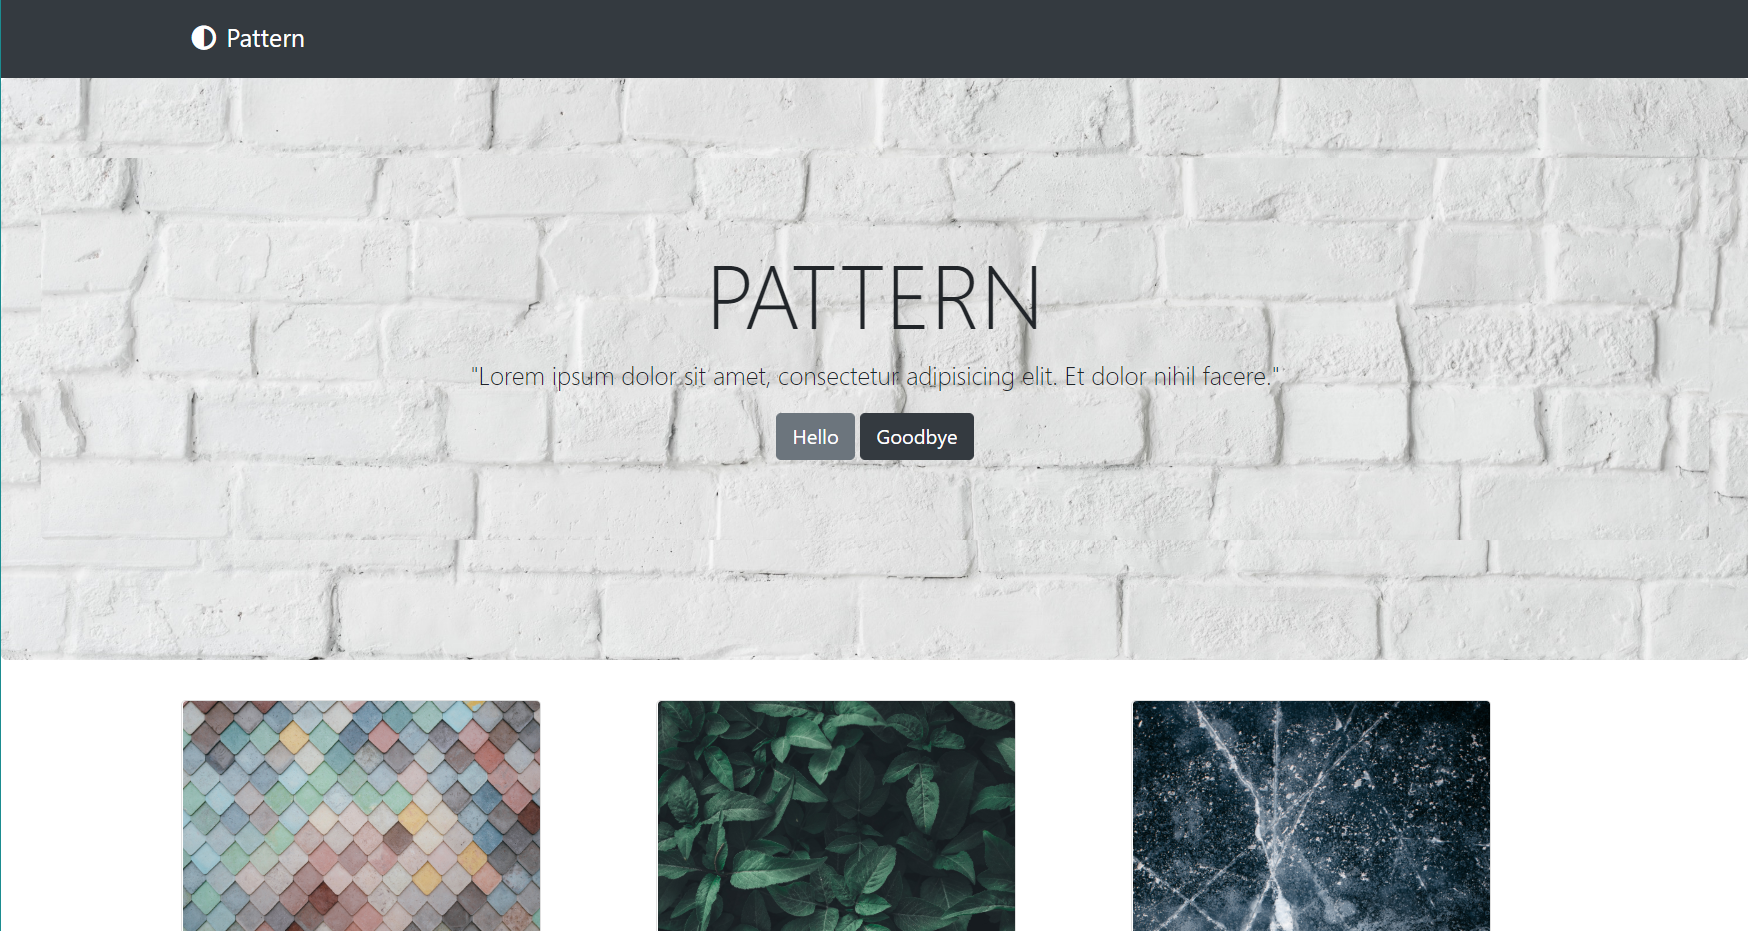 Pattern
PATTERN
"Lorem ipsum dolor sit amet, consectetur adipisicing elit. Et dolor nihil facere."
Hello Goodbye